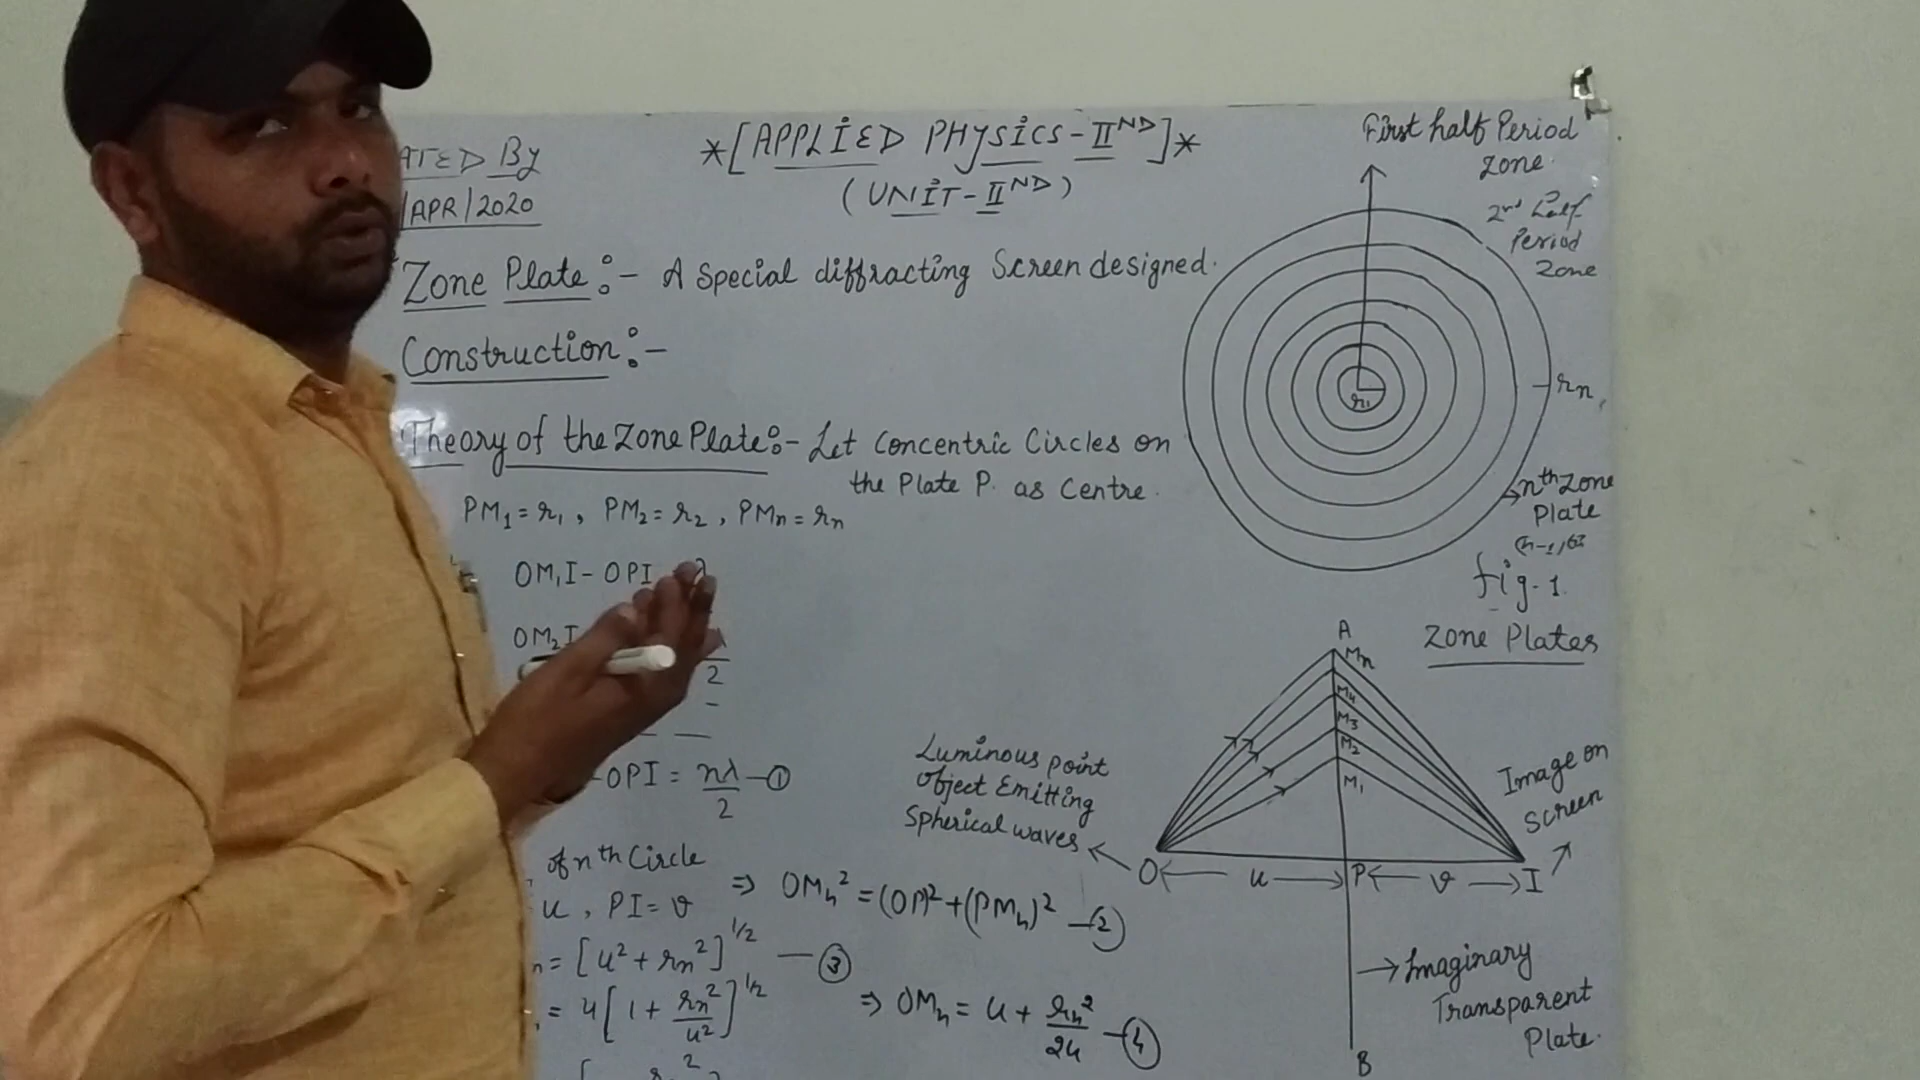 ATED By
/APR/2020
*[APPLIED PHYSICS-II ND]*
(UNIT-II ND)
Zone Plate :- A Special diffracting Screen designed.
Construction :-
Theory of the Zone Plate :- Let Concentric Circles on
the Plate P. as Centre.
PM₁ = r₁, PM₂ = r₂, PMₙ = rₙ
OM₁I - OPI
OM₂I
2
-OPI = nλ/2 —①
of nth Circle
u, PI = v
⇒ OMₙ² = (OP)² + (PMₙ)² —②
n = [u² + rₙ²]^1/2 —③
= u[1 + rₙ²/u²]^1/2
⇒ OMₙ = u + rₙ²/2u —④
First half Period
Zone.
2nd half
Period
Zone
r₁
rₙ
nth Zone
Plate
fig-1.
Zone Plates
A
Mₙ
M₄
M₃
M₂
M₁
Luminous point
Object Emitting
Spherical waves
Image on
Screen
O u P v I
Imaginary
Transparent
Plate.
B